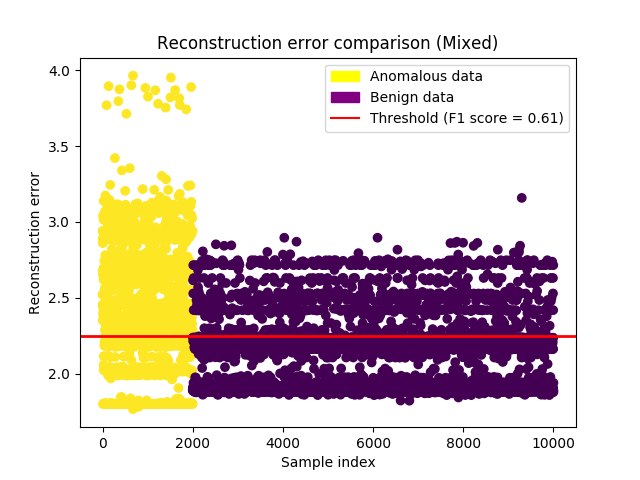 Reconstruction error comparison (Mixed)
Anomalous data
Benign data
Threshold (F1 score = 0.61)
Reconstruction error
4.0
3.5
3.0
2.5
2.0
0
2000
4000
6000
8000
10000
Sample index